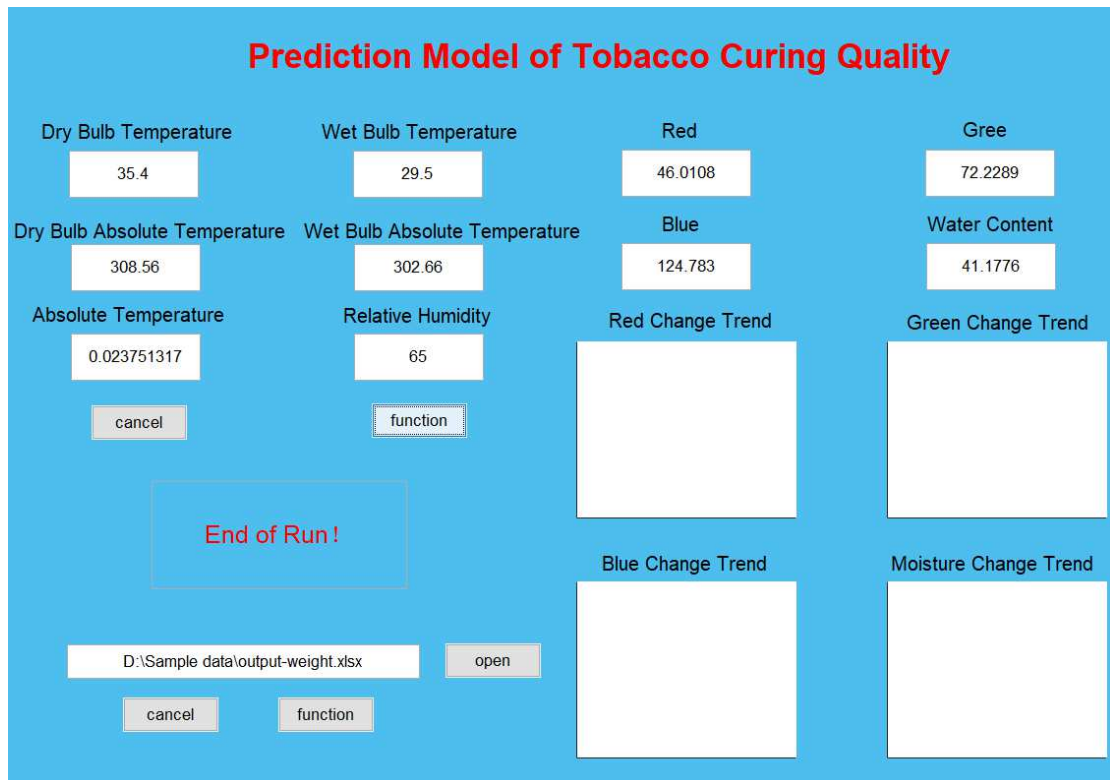 Prediction Model of Tobacco Curing Quality
Dry Bulb Temperature
Wet Bulb Temperature
Red
Gree
35.4
29.5
46.0108
72.2289
Dry Bulb Absolute Temperature
Wet Bulb Absolute Temperature
Blue
Water Content
308.56
302.66
124.783
41.1776
Absolute Temperature
Relative Humidity
Red Change Trend
Green Change Trend
0.023751317
65
cancel
function
End of Run！
Blue Change Trend
Moisture Change Trend
D:\Sample data\output-weight.xlsx
open
cancel
function